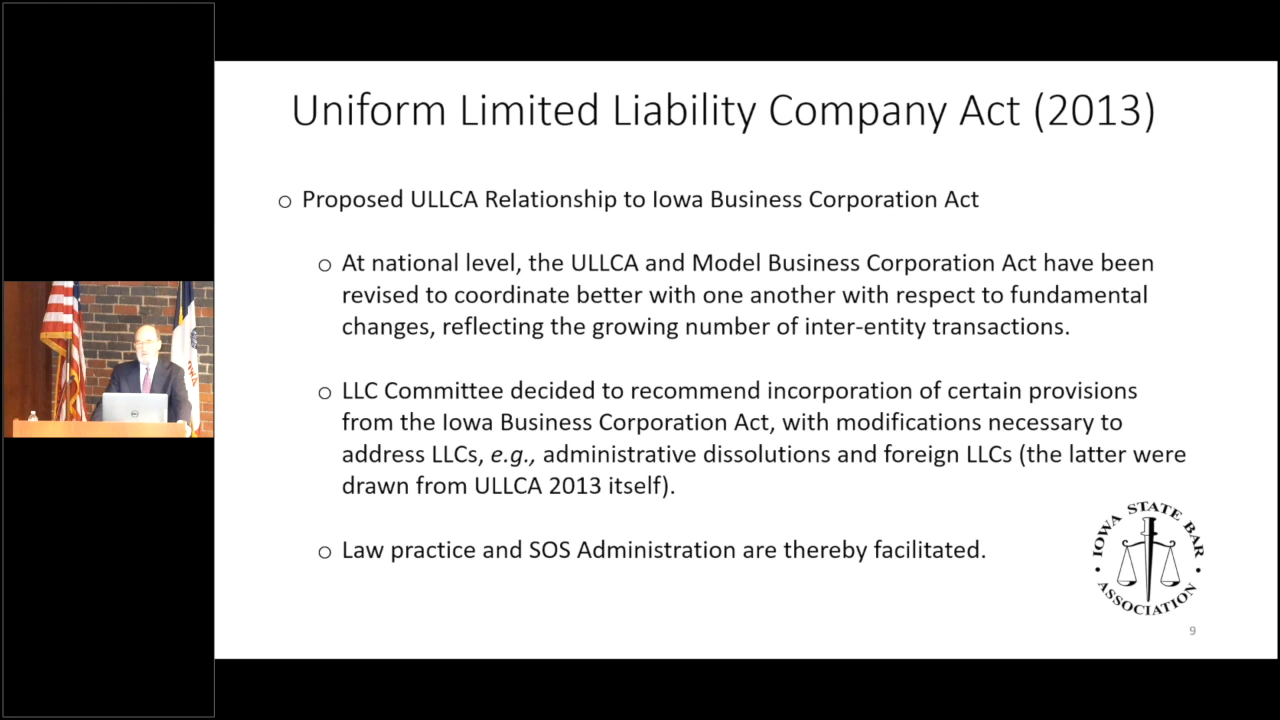 Uniform Limited Liability Company Act (2013)
o Proposed ULLCA Relationship to Iowa Business Corporation Act
o At national level, the ULLCA and Model Business Corporation Act have been
revised to coordinate better with one another with respect to fundamental
changes, reflecting the growing number of inter-entity transactions.
o LLC Committee decided to recommend incorporation of certain provisions
from the Iowa Business Corporation Act, with modifications necessary to
address LLCs, e.g., administrative dissolutions and foreign LLCs (the latter were
drawn from ULLCA 2013 itself).
o Law practice and SOS Administration are thereby facilitated.
IOWA STATE BAR
• ASSOCIATION •
9